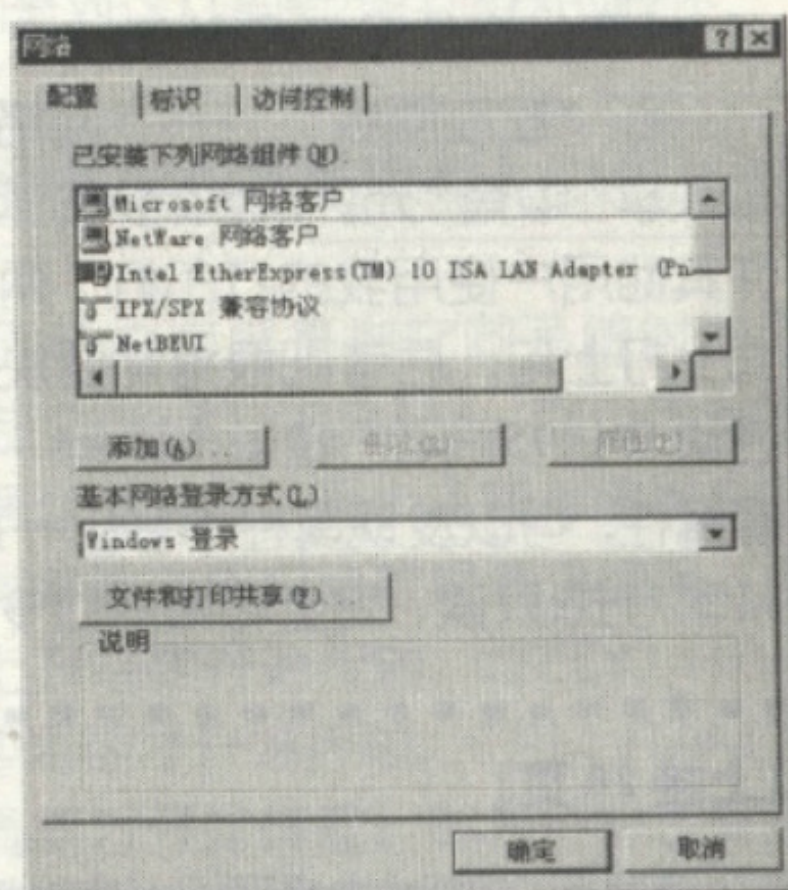 网络
配置 标识 访问控制
已安装下列网络组件(N)
Microsoft 网络客户
NetWare 网络客户
Intel EtherExpress(TM) 10 ISA LAN Adapter (Pn
IPX/SPX 兼容协议
NetBEUI
添加(A)...
基本网络登录方式(L)
Windows 登录
文件和打印共享(F)...
说明
确定 取消